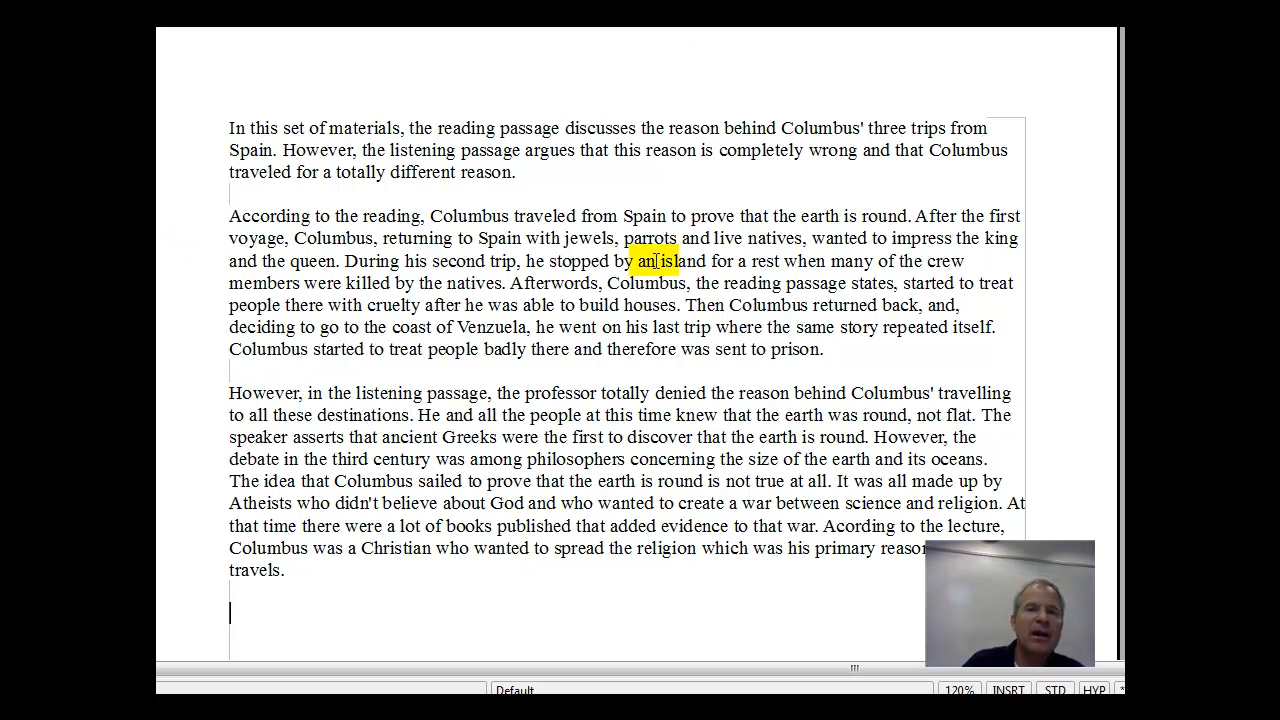 In this set of materials, the reading passage discusses the reason behind Columbus' three trips from
Spain. However, the listening passage argues that this reason is completely wrong and that Columbus
traveled for a totally different reason.
According to the reading, Columbus traveled from Spain to prove that the earth is round. After the first
voyage, Columbus, returning to Spain with jewels, parrots and live natives, wanted to impress the king
and the queen. During his second trip, he stopped by an island for a rest when many of the crew
members were killed by the natives. Afterwords, Columbus, the reading passage states, started to treat
people there with cruelty after he was able to build houses. Then Columbus returned back, and,
deciding to go to the coast of Venzuela, he went on his last trip where the same story repeated itself.
Columbus started to treat people badly there and therefore was sent to prison.
However, in the listening passage, the professor totally denied the reason behind Columbus' travelling
to all these destinations. He and all the people at this time knew that the earth was round, not flat. The
speaker asserts that ancient Greeks were the first to discover that the earth is round. However, the
debate in the third century was among philosophers concerning the size of the earth and its oceans.
The idea that Columbus sailed to prove that the earth is round is not true at all. It was all made up by
Atheists who didn't believe about God and who wanted to create a war between science and religion. At
that time there were a lot of books published that added evidence to that war. Acording to the lecture,
Columbus was a Christian who wanted to spread the religion which was his primary
travels.
Default 120% INSRT STD HYP